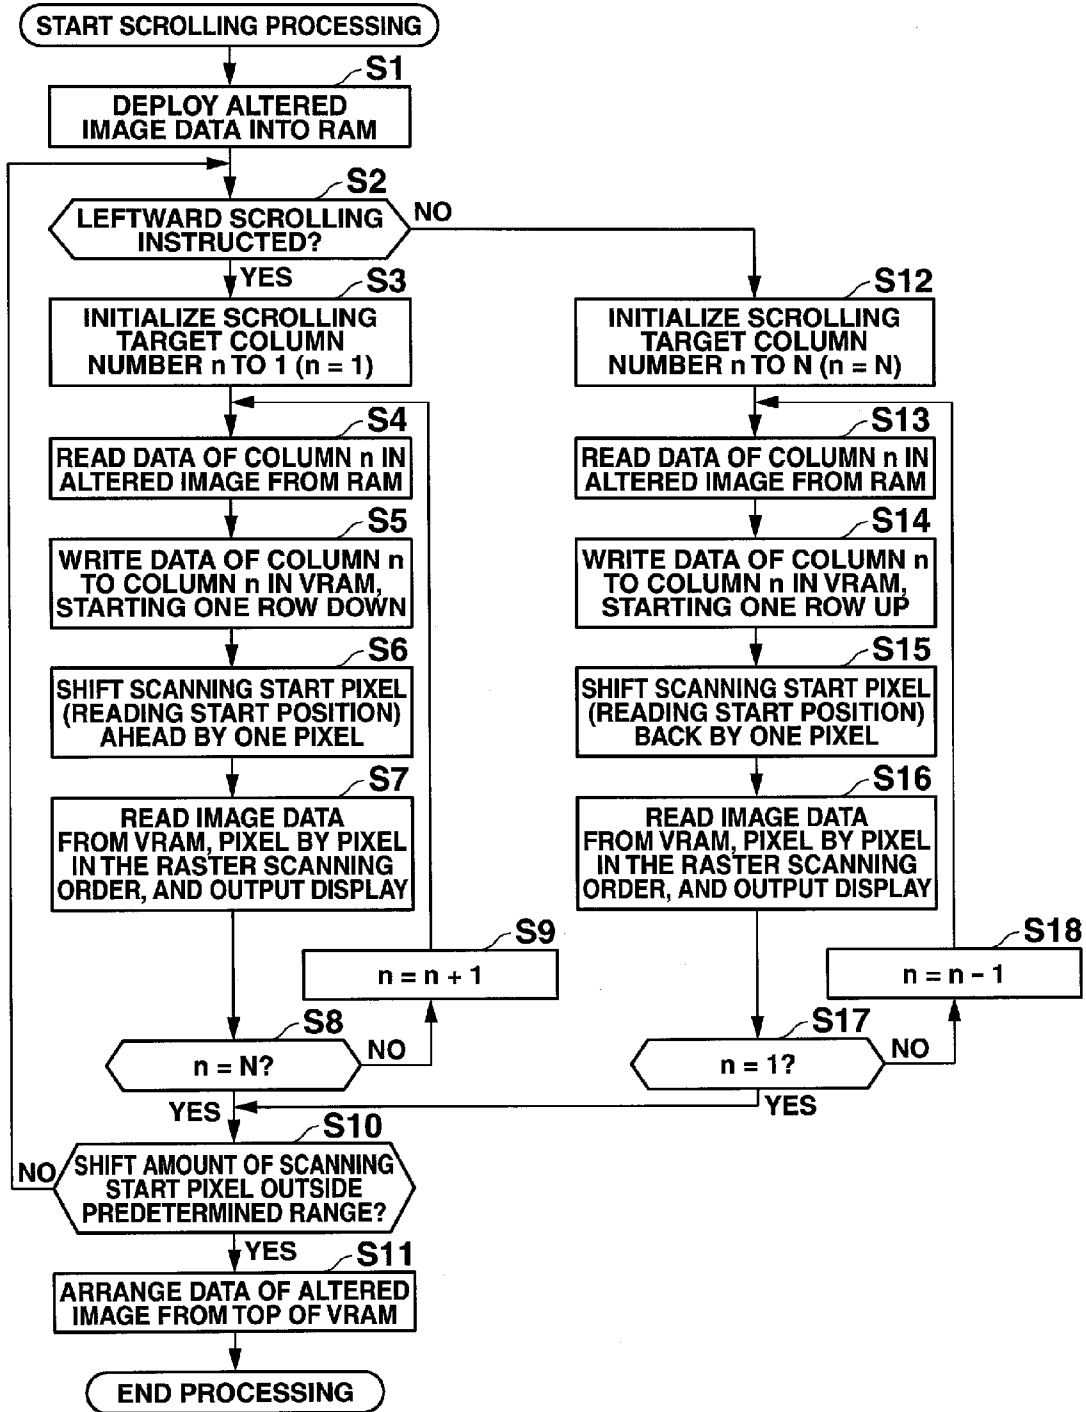 START SCROLLING PROCESSING
S1
DEPLOY ALTERED
IMAGE DATA INTO RAM
S2
LEFTWARD SCROLLING
INSTRUCTED?
NO
YES
S3
INITIALIZE SCROLLING
TARGET COLUMN
NUMBER n TO 1 (n = 1)
S12
INITIALIZE SCROLLING
TARGET COLUMN
NUMBER n TO N (n = N)
S4
READ DATA OF COLUMN n IN
ALTERED IMAGE FROM RAM
S13
READ DATA OF COLUMN n IN
ALTERED IMAGE FROM RAM
S5
WRITE DATA OF COLUMN n
TO COLUMN n IN VRAM,
STARTING ONE ROW DOWN
S14
WRITE DATA OF COLUMN n
TO COLUMN n IN VRAM,
STARTING ONE ROW UP
S6
SHIFT SCANNING START PIXEL
(READING START POSITION)
AHEAD BY ONE PIXEL
S15
SHIFT SCANNING START PIXEL
(READING START POSITION)
BACK BY ONE PIXEL
S7
READ IMAGE DATA
FROM VRAM, PIXEL BY PIXEL
IN THE RASTER SCANNING
ORDER, AND OUTPUT DISPLAY
S16
READ IMAGE DATA
FROM VRAM, PIXEL BY PIXEL
IN THE RASTER SCANNING
ORDER, AND OUTPUT DISPLAY
S9
n = n + 1
S18
n = n - 1
S8
n = N?
NO
YES
S17
n = 1?
NO
YES
S10
SHIFT AMOUNT OF SCANNING
START PIXEL OUTSIDE
PREDETERMINED RANGE?
NO
YES
S11
ARRANGE DATA OF ALTERED
IMAGE FROM TOP OF VRAM
END PROCESSING